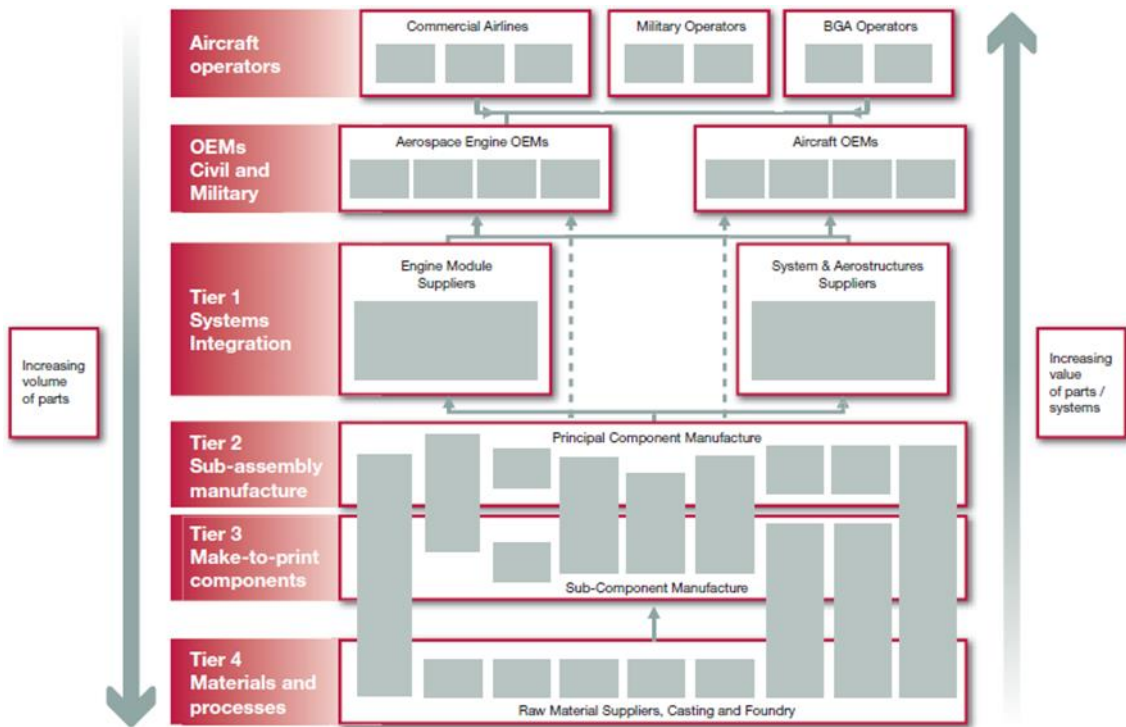 Aircraft
operators
Commercial Airlines
Military Operators
BGA Operators
OEMs
Civil and
Military
Aerospace Engine OEMs
Aircraft OEMs
Tier 1
Systems
Integration
Engine Module
Suppliers
System & Aerostructures
Suppliers
Increasing
volume
of parts
Increasing
value
of parts /
systems
Tier 2
Sub-assembly
manufacture
Principal Component Manufacture
Tier 3
Make-to-print
components
Sub-Component Manufacture
Tier 4
Materials and
processes
Raw Material Suppliers, Casting and Foundry